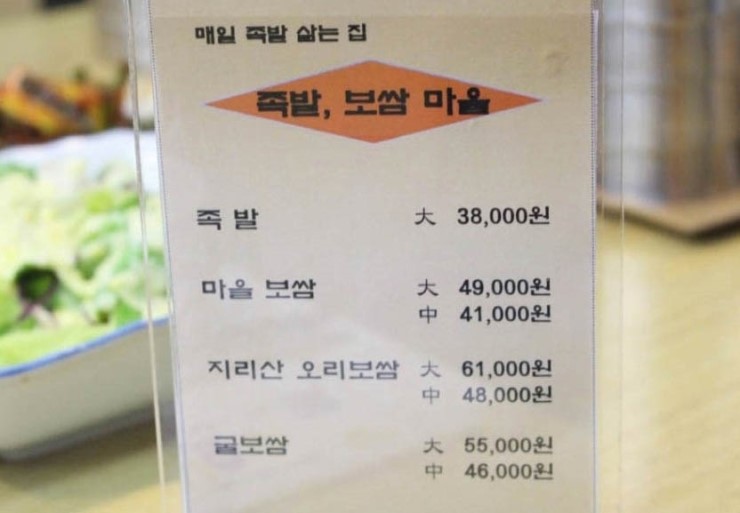 매일 족발 삶는 집
족발, 보쌈 마을
족 발 大 38,000원
마을 보쌈 大 49,000원
中 41,000원
지리산 오리보쌈 大 61,000원
中 48,000원
굴보쌈 大 55,000원
中 46,000원